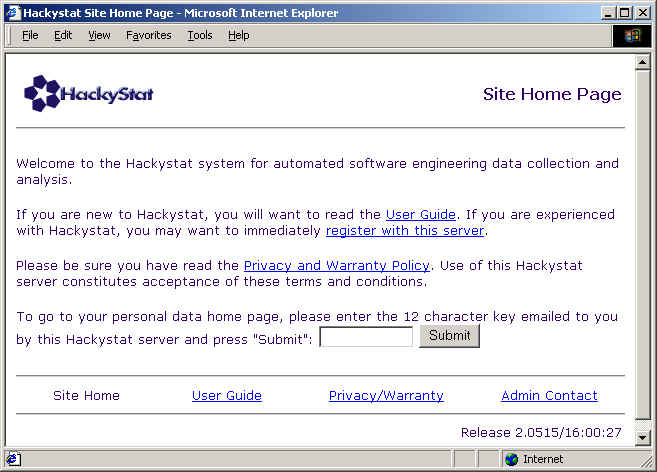 Hackystat Site Home Page - Microsoft Internet Explorer
File Edit View Favorites Tools Help
HackyStat
Site Home Page
Welcome to the Hackystat system for automated software engineering data collection and
analysis.
If you are new to Hackystat, you will want to read the User Guide. If you are experienced
with Hackystat, you may want to immediately register with this server.
Please be sure you have read the Privacy and Warranty Policy. Use of this Hackystat
server constitutes acceptance of these terms and conditions.
To go to your personal data home page, please enter the 12 character key emailed to you
by this Hackystat server and press "Submit": Submit
Site Home User Guide Privacy/Warranty Admin Contact
Release 2.0515/16:00:27
Internet